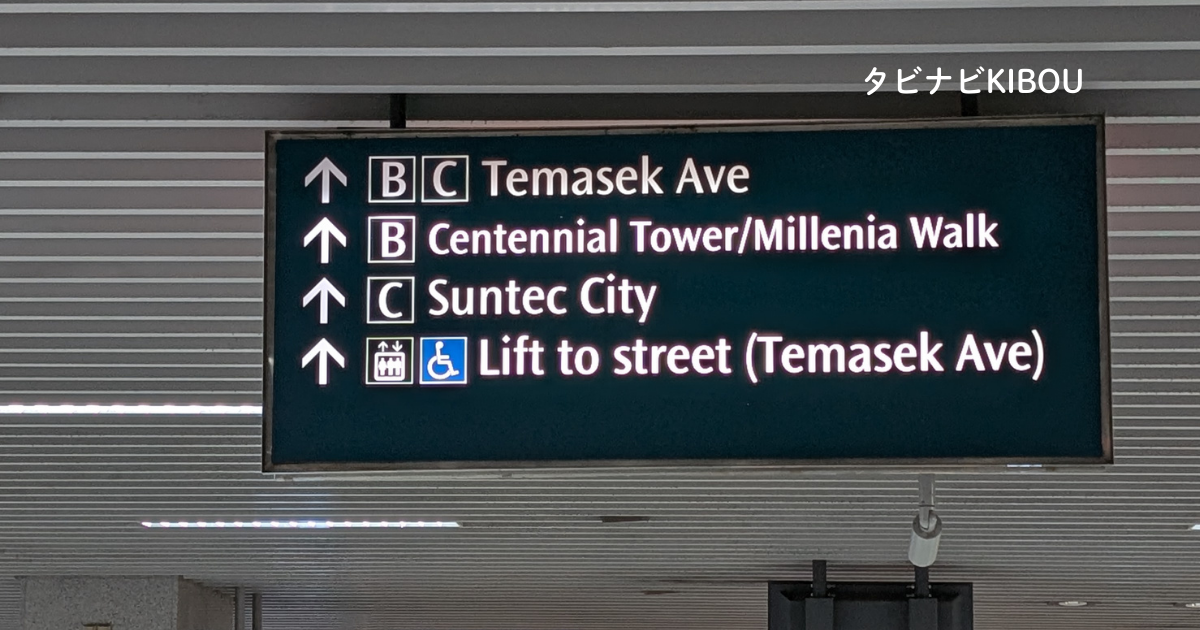 タビナビKIBOU
B C Temasek Ave
B Centennial Tower/Millenia Walk
C Suntec City
Lift to street (Temasek Ave)